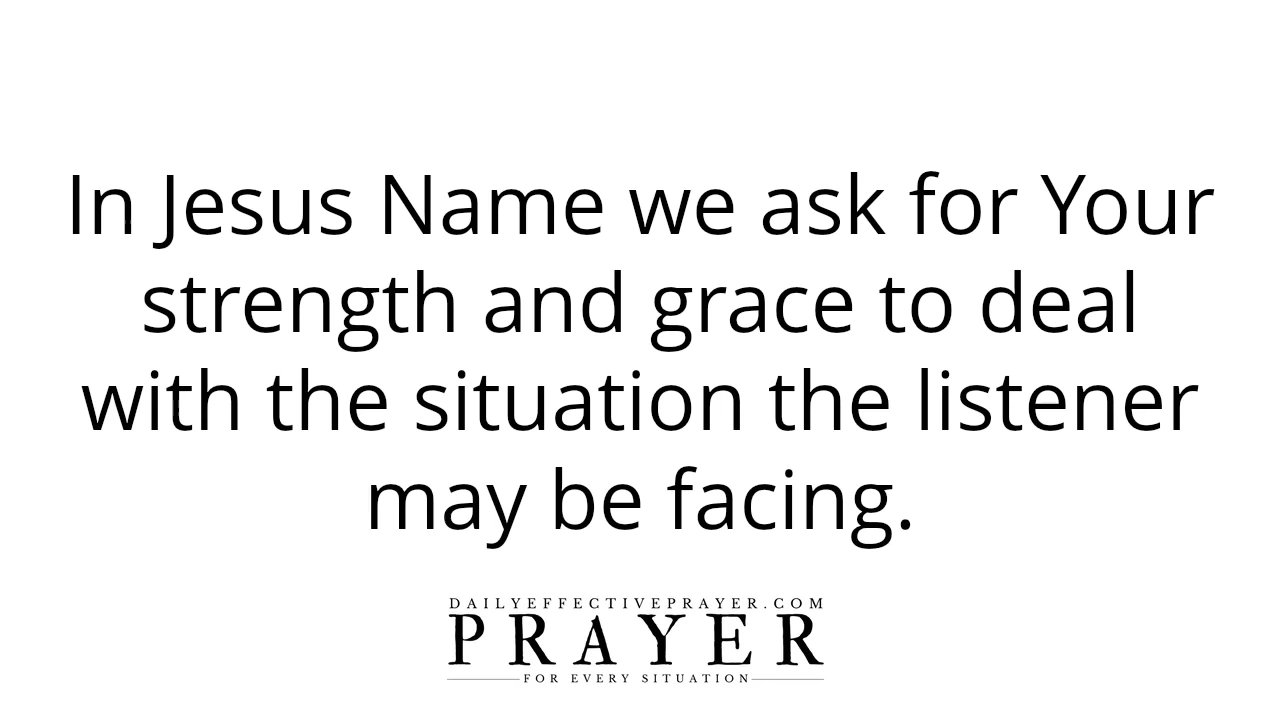 In Jesus Name we ask for Your
strength and grace to deal
with the situation the listener
may be facing.
DAILYEFFECTIVEPRAYER.COM
PRAYER
FOR EVERY SITUATION